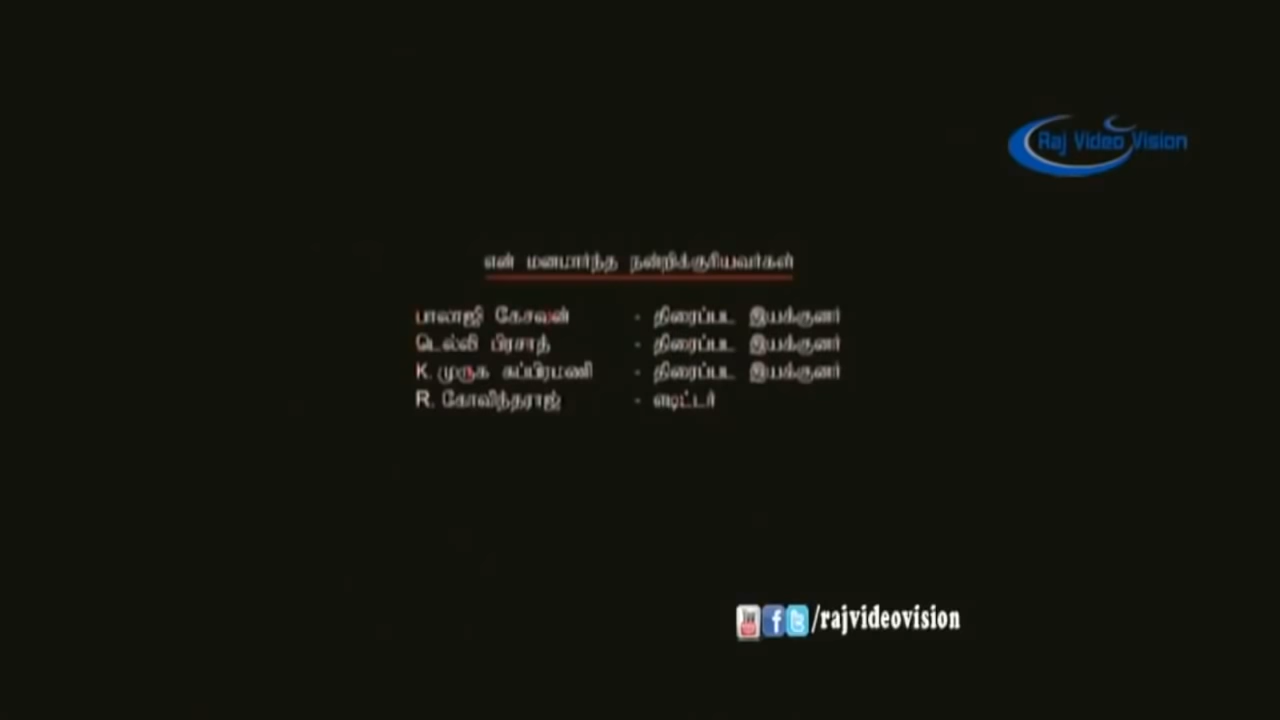 Raj Video Vision
என் மனமார்ந்த நன்றிக்குரியவர்கள்
பாலாஜி கேசவன் - திரைப்பட இயக்குனர்
டெல்லி பிரசாத் - திரைப்பட இயக்குனர்
K. முருக சுப்பிரமணி - திரைப்பட இயக்குனர்
R. கோவிந்தராஜ் - எடிட்டர்
/rajvideovision